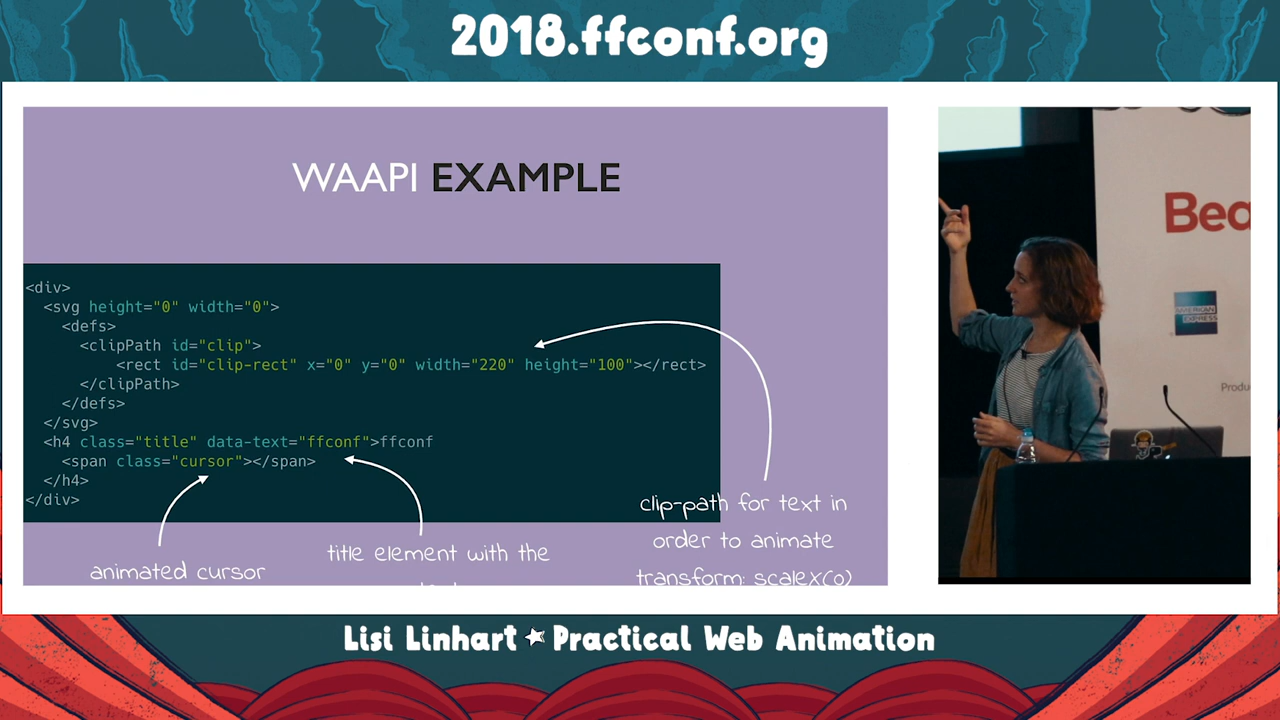 2018.ffconf.org
WAAPI EXAMPLE
<div>
<svg height="0" width="0">
<defs>
<clipPath id="clip">
<rect id="clip-rect" x="0" y="0" width="220" height="100"></rect>
</clipPath>
</defs>
</svg>
<h4 class="title" data-text="ffconf">ffconf
<span class="cursor"></span>
</h4>
</div>
animated cursor
title element with the
clip-path for text in
order to animate
transform: scaleX(0)
Bea
AMERICAN
EXPRESS
Produ
Lisi Linhart ★ Practical Web Animation